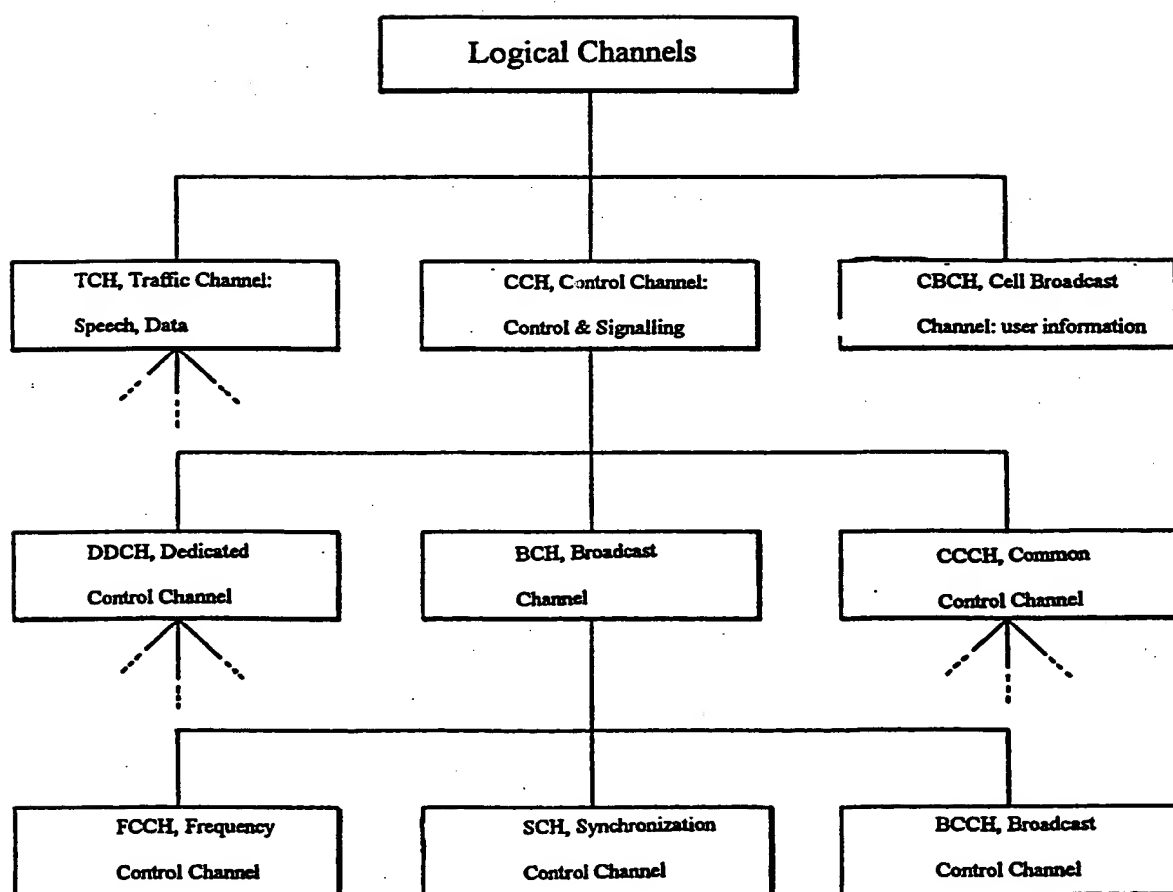 Logical Channels
TCH, Traffic Channel:
Speech, Data
CCH, Control Channel:
Control & Signalling
CBCH, Cell Broadcast
Channel: user information
DDCH, Dedicated
Control Channel
BCH, Broadcast
Channel
CCCH, Common
Control Channel
FCCH, Frequency
Control Channel
SCH, Synchronization
Control Channel
BCCH, Broadcast
Control Channel